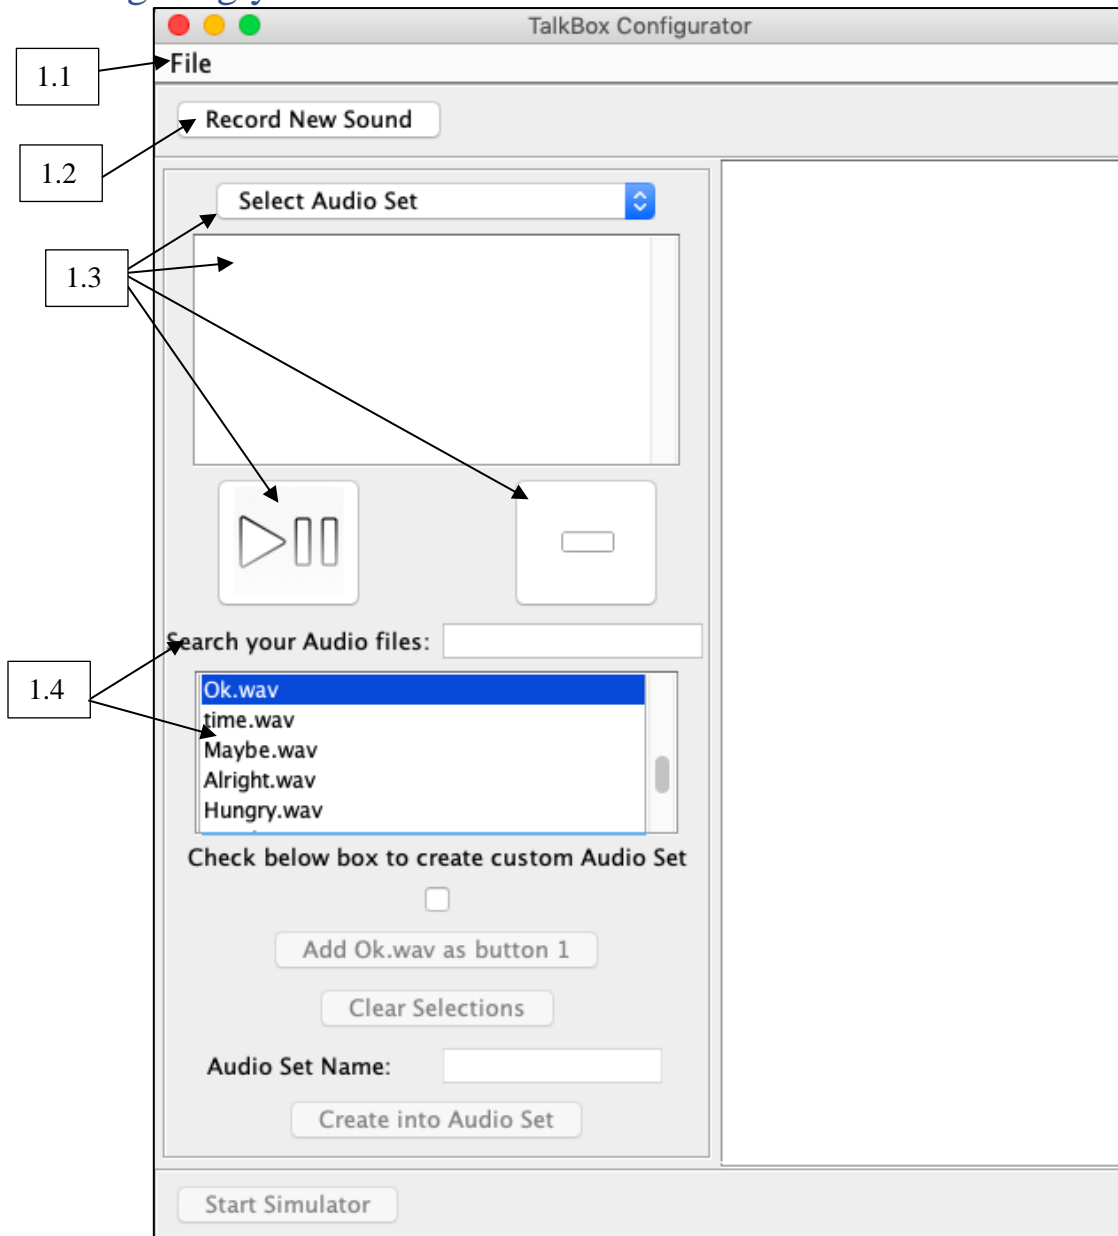 TalkBox Configurator
1.1
File
Record New Sound
1.2
Select Audio Set
1.3
Search your Audio files:
1.4
Ok.wav
time.wav
Maybe.wav
Alright.wav
Hungry.wav
Check below box to create custom Audio Set
Add Ok.wav as button 1
Clear Selections
Audio Set Name:
Create into Audio Set
Start Simulator